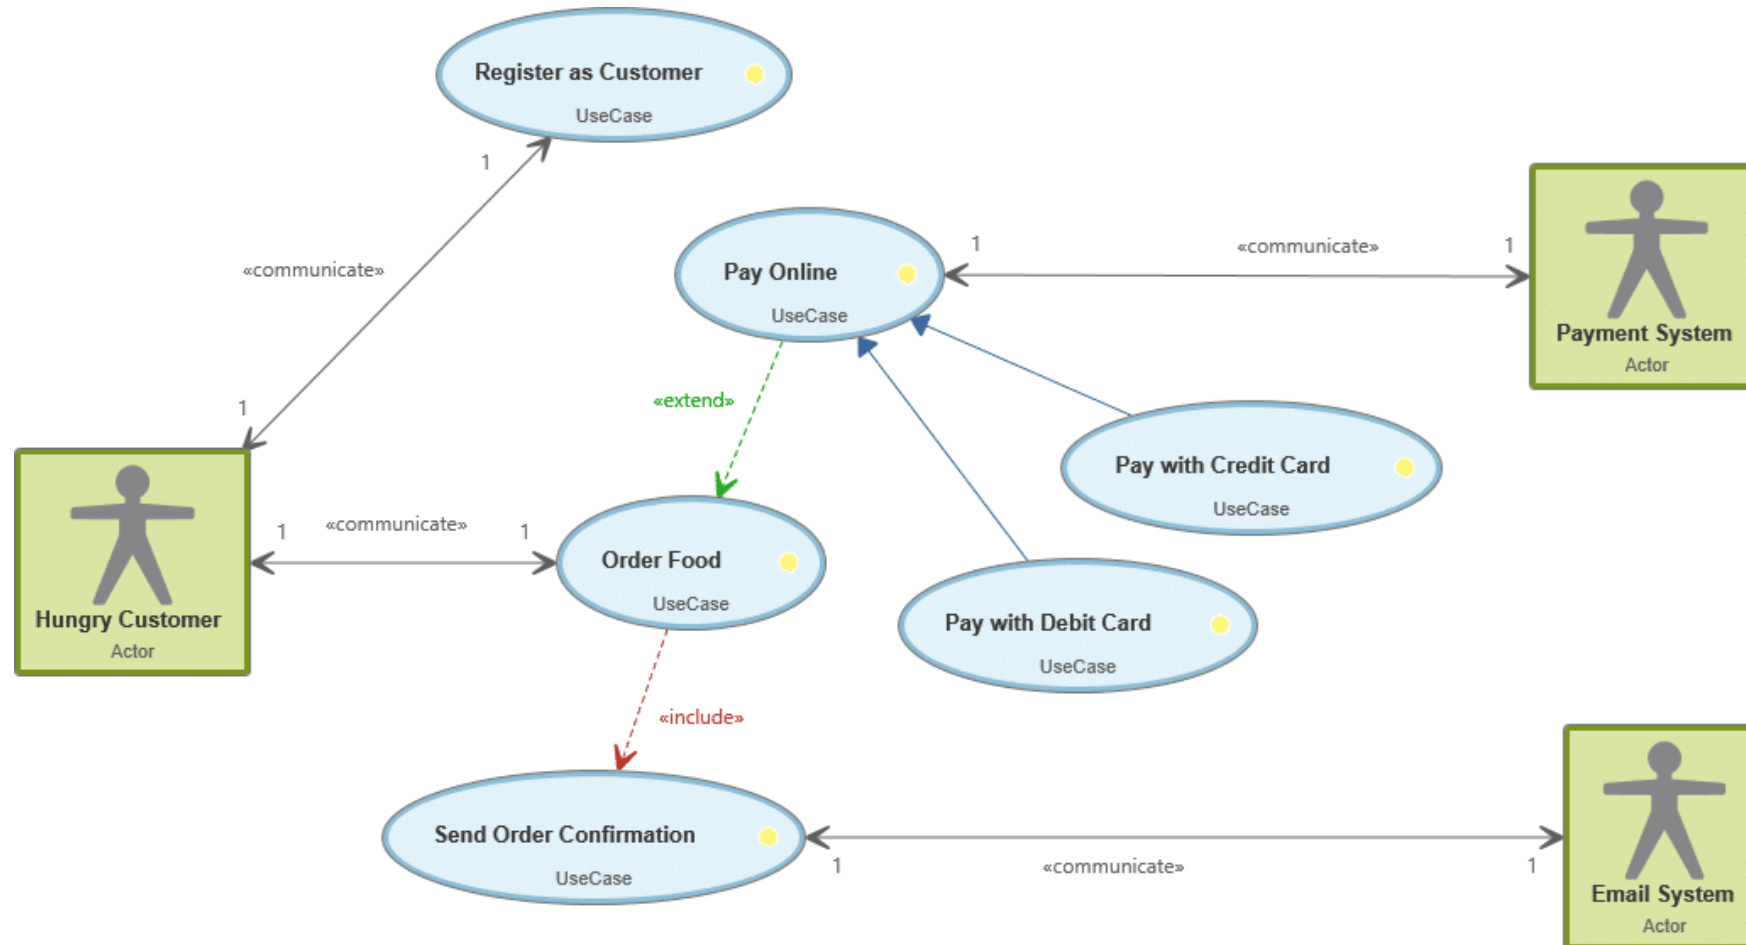 Register as Customer
UseCase
1
«communicate»
1
Pay Online
UseCase
1
«communicate»
1
Payment System
Actor
«extend»
Pay with Credit Card
UseCase
Hungry Customer
Actor
1
«communicate»
1
Order Food
UseCase
Pay with Debit Card
UseCase
«include»
Send Order Confirmation
UseCase
1
«communicate»
1
Email System
Actor